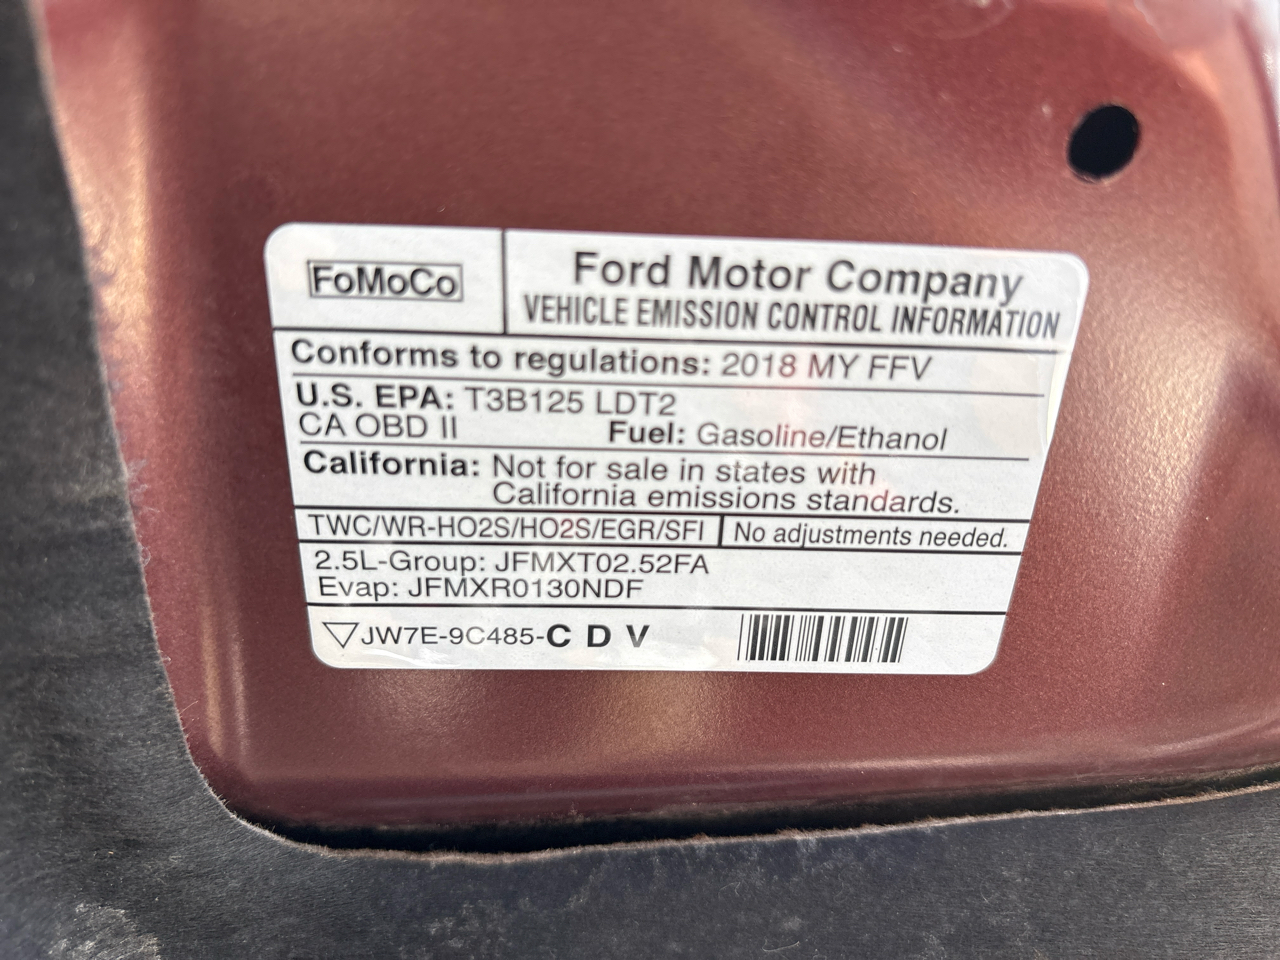 FoMoCo
Ford Motor Company
VEHICLE EMISSION CONTROL INFORMATION
Conforms to regulations: 2018 MY FFV
U.S. EPA: T3B125 LDT2
CA OBD II Fuel: Gasoline/Ethanol
California: Not for sale in states with
California emissions standards.
TWC/WR-HO2S/HO2S/EGR/SFI No adjustments needed.
2.5L-Group: JFMXT02.52FA
Evap: JFMXR0130NDF
▽JW7E-9C485-C D V